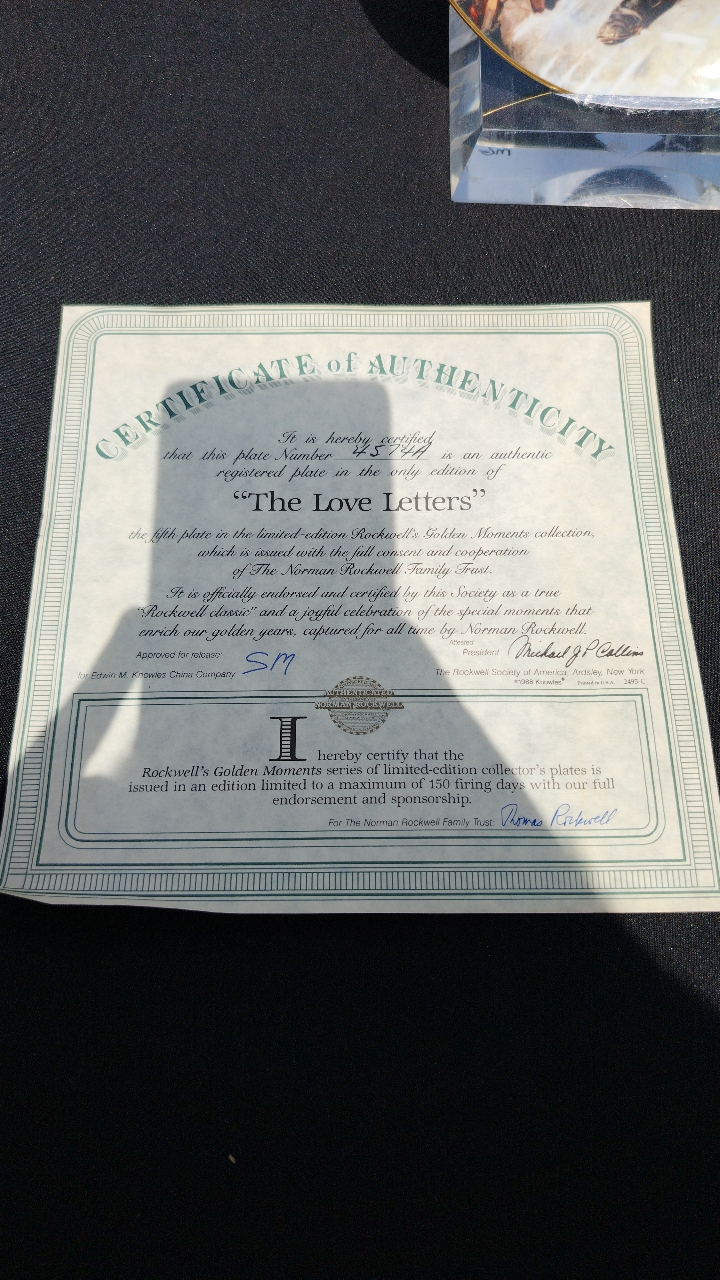 CERTIFICATE of AUTHENTICITY
It is hereby certified
that this plate Number 4574A is an authentic
registered plate in the only edition of
“The Love Letters”
the fifth plate in the limited-edition Rockwell's Golden Moments collection,
which is issued with the full consent and cooperation
of The Norman Rockwell Family Trust.
It is officially endorsed and certified by this Society as a true
“Rockwell classic” and a joyful celebration of the special moments that
enrich our golden years, captured for all time by Norman Rockwell.
Approved for release: SM
for Edwin M. Knowles China Company
Attested
President Michael J P Collins
The Rockwell Society of America, Ardsley, New York
©1988 Knowles® Printed in U.S.A. 2495-C
AUTHENTICATED
NORMAN ROCKWELL
I hereby certify that the
Rockwell's Golden Moments series of limited-edition collector's plates is
issued in an edition limited to a maximum of 150 firing days with our full
endorsement and sponsorship.
For The Norman Rockwell Family Trust: Thomas Rockwell